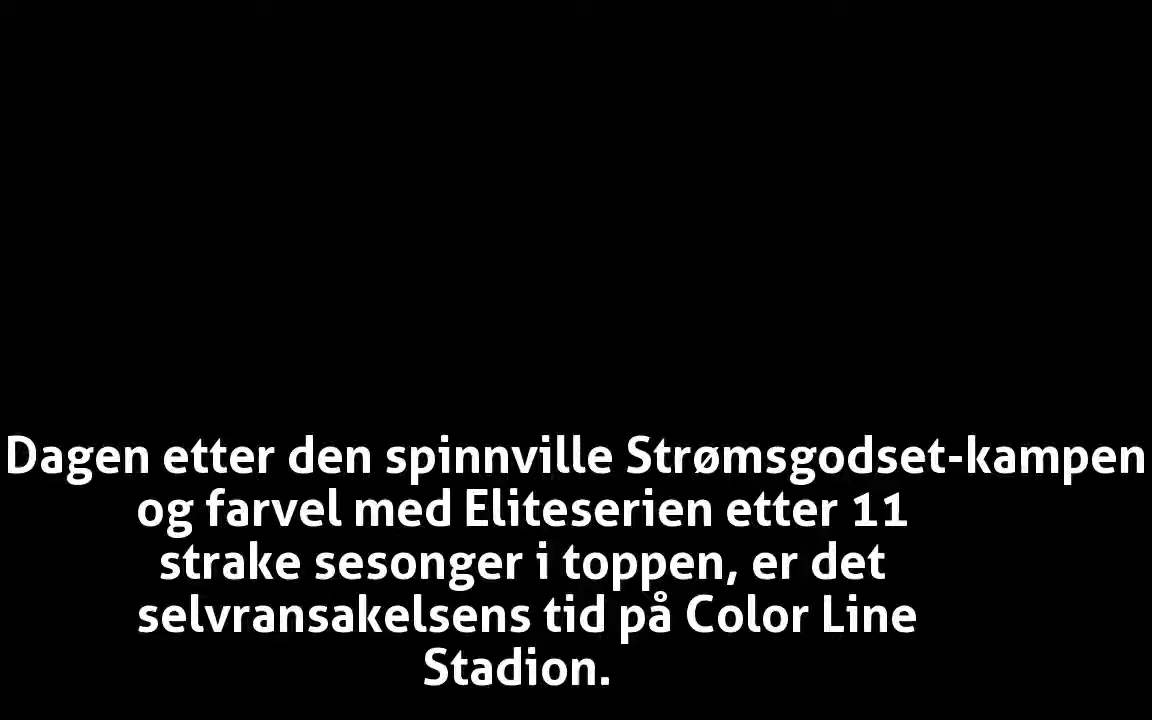 Dagen etter den spinnville Strømsgodset-kampen
og farvel med Eliteserien etter 11
strake sesonger i toppen, er det
selvransakelsens tid på Color Line
Stadion.